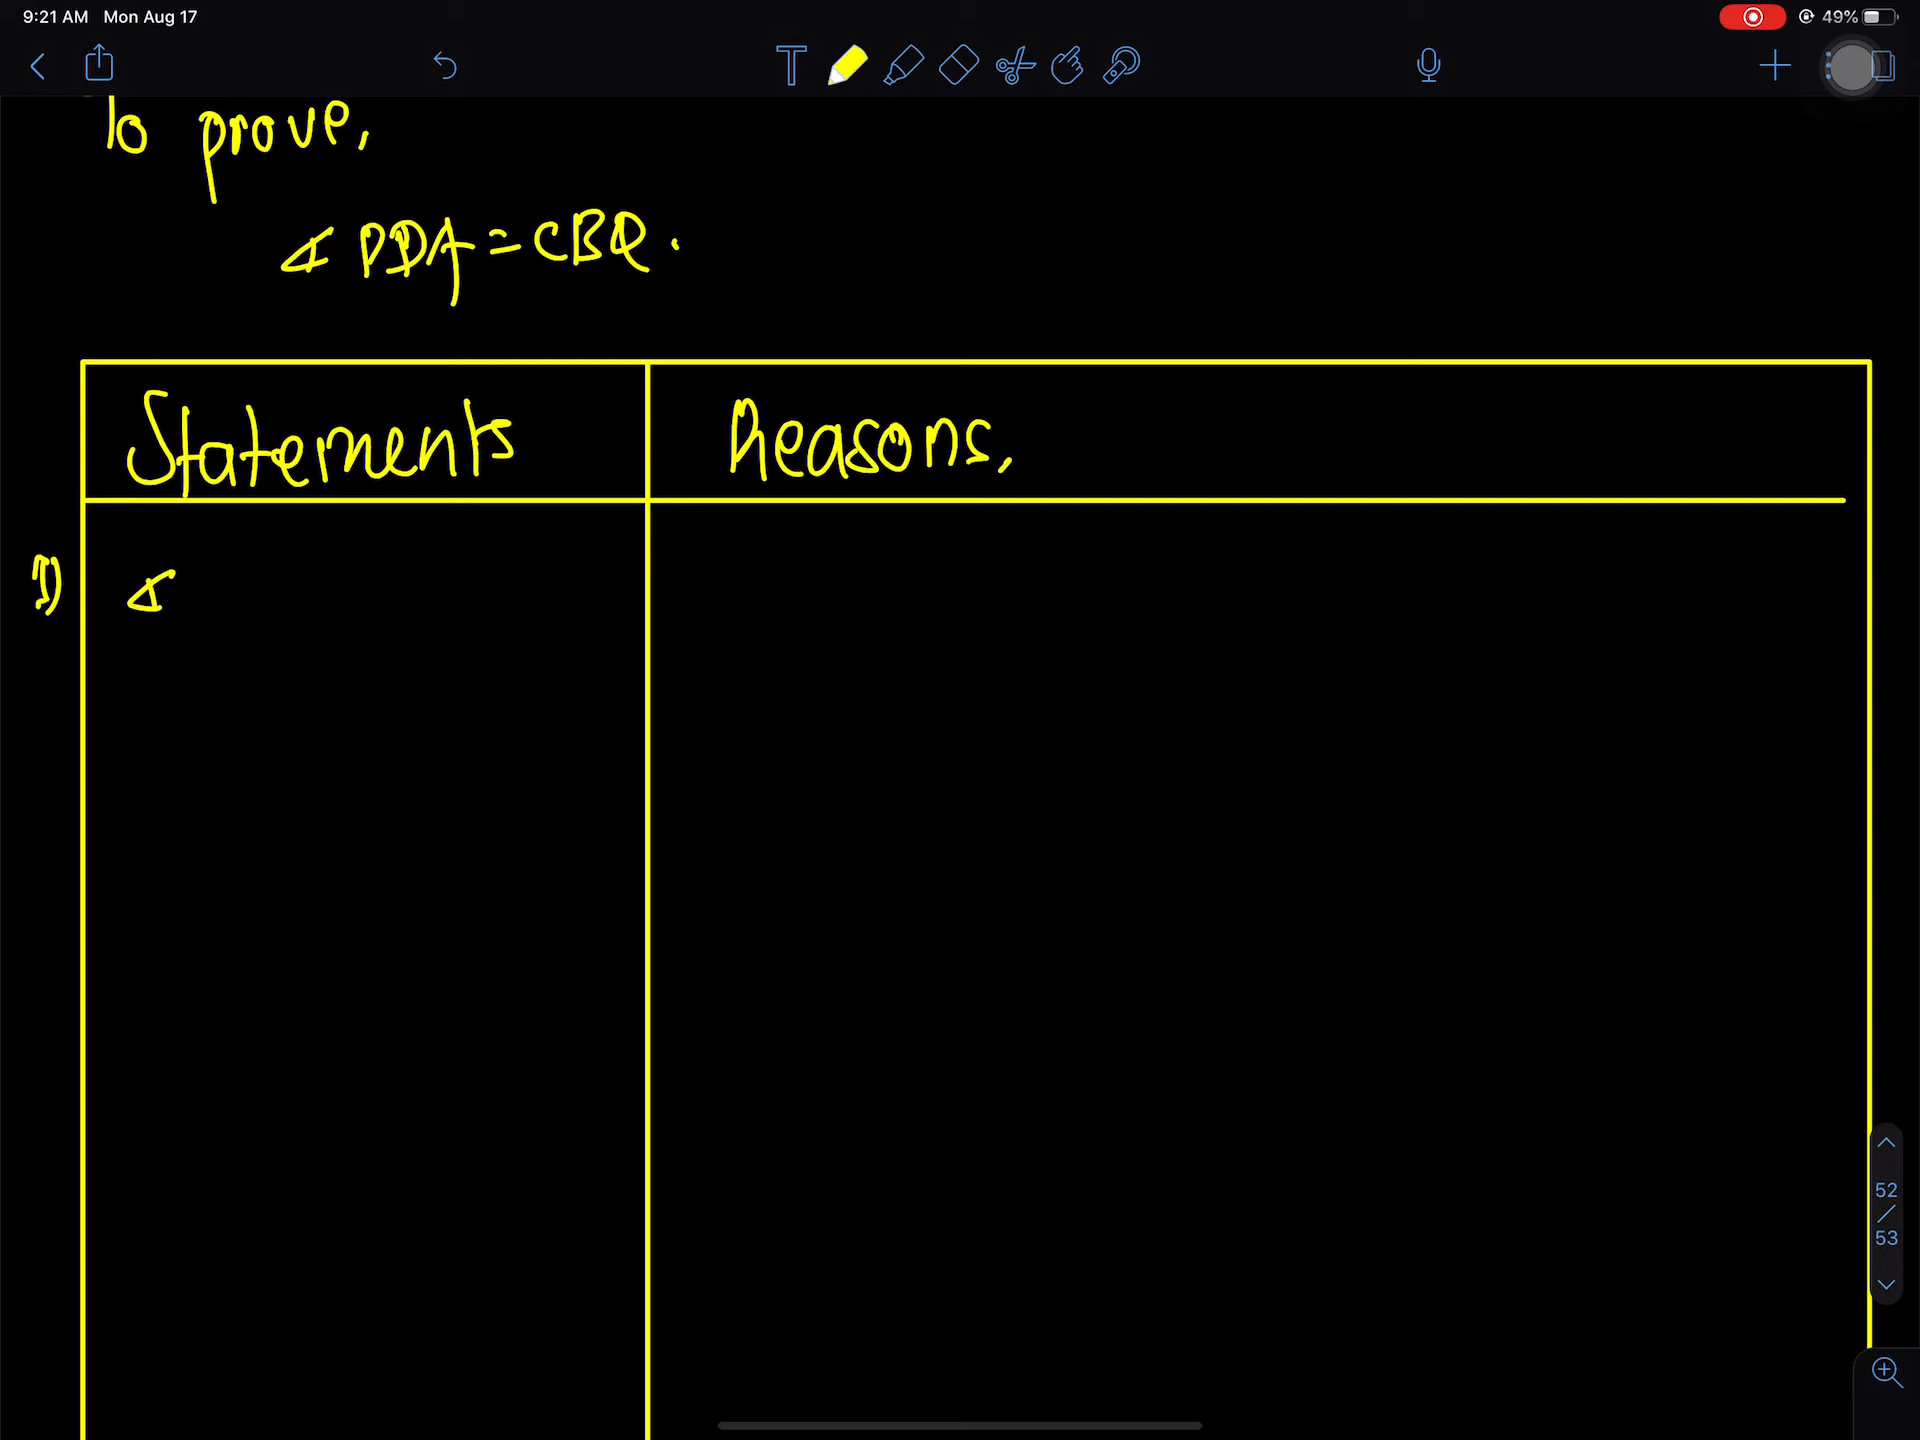 9:21 AM Mon Aug 17
49%
To prove,
∡ PDA = CBQ.
Statements Reasons,
1) ∡
52
/
53